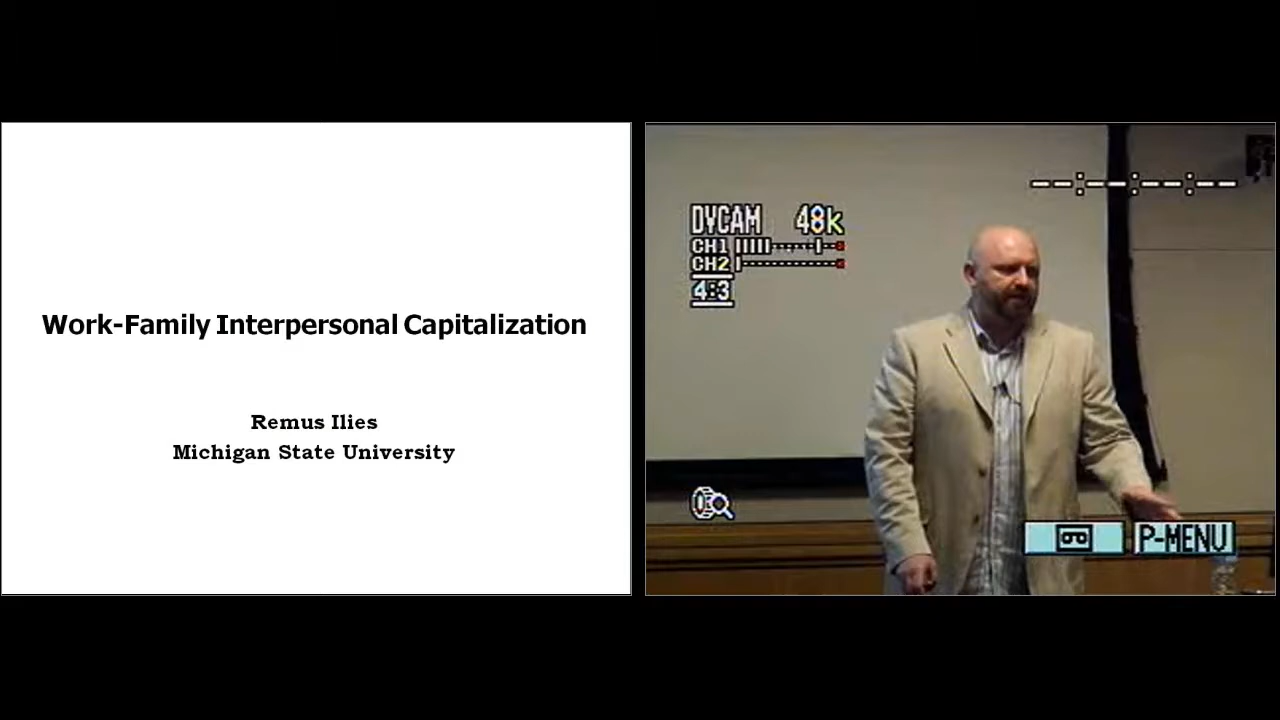 Work-Family Interpersonal Capitalization
Remus Ilies
Michigan State University
DVCAM 48k
CH1
CH2
4:3
P-MENU